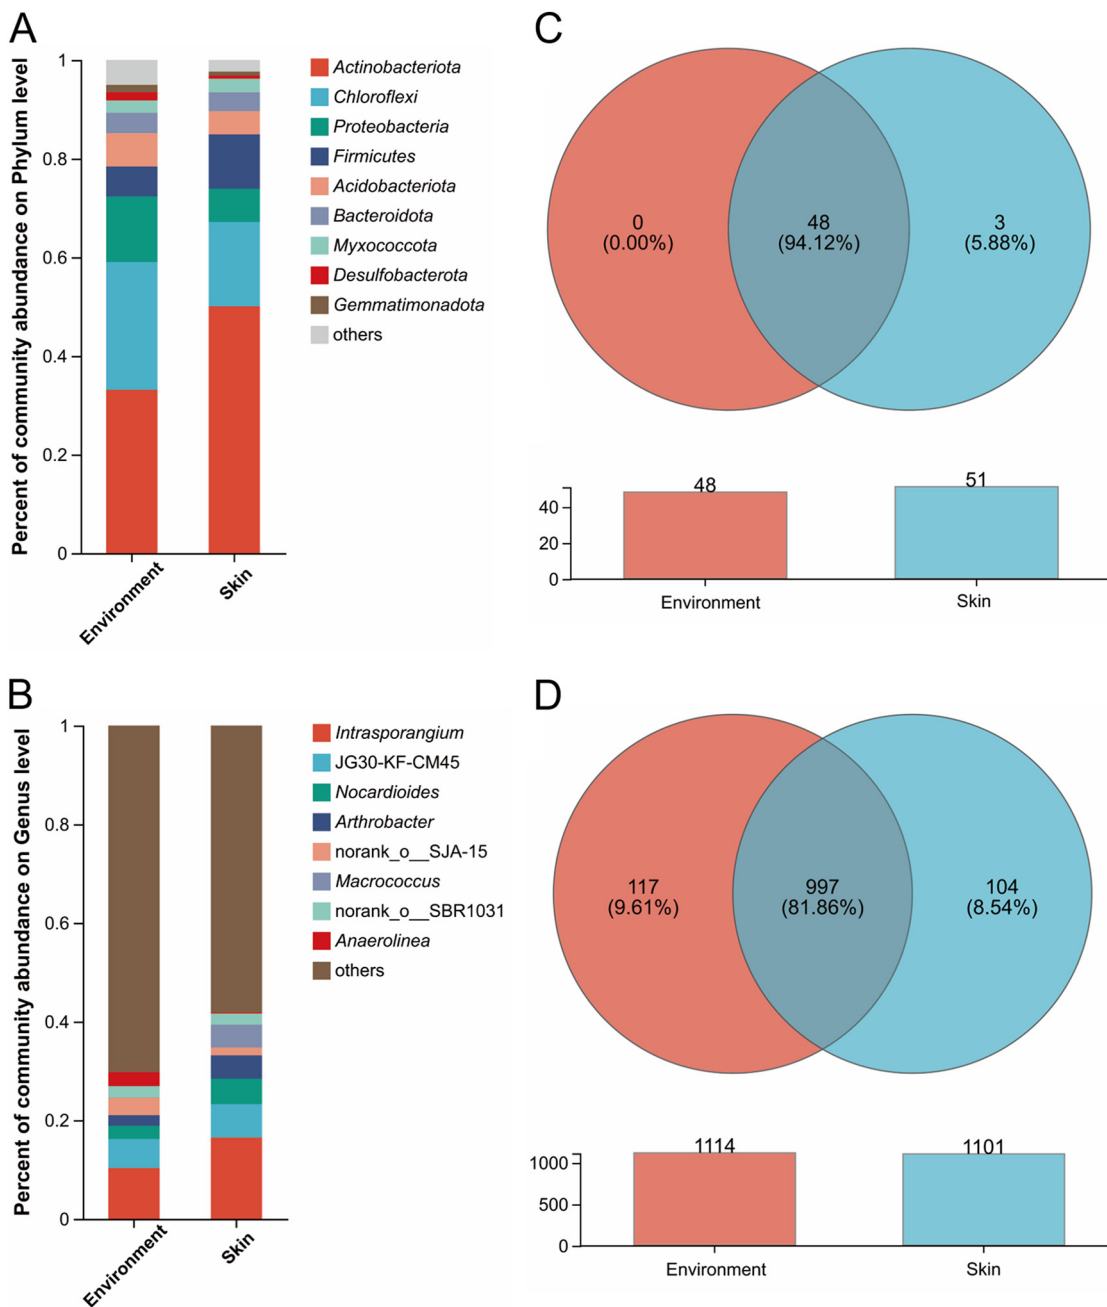 A
Percent of community abundance on Phylum level
1
0.8
0.6
0.4
0.2
0
Environment
Skin
Actinobacteriota
Chloroflexi
Proteobacteria
Firmicutes
Acidobacteriota
Bacteroidota
Myxococcota
Desulfobacterota
Gemmatimonadota
others
C
0
(0.00%)
48
(94.12%)
3
(5.88%)
48
51
40
20
0
Environment
Skin
B
Percent of community abundance on Genus level
1
0.8
0.6
0.4
0.2
0
Environment
Skin
Intrasporangium
JG30-KF-CM45
Nocardioides
Arthrobacter
norank_o__SJA-15
Macrococcus
norank_o__SBR1031
Anaerolinea
others
D
117
(9.61%)
997
(81.86%)
104
(8.54%)
1114
1101
1000
500
0
Environment
Skin